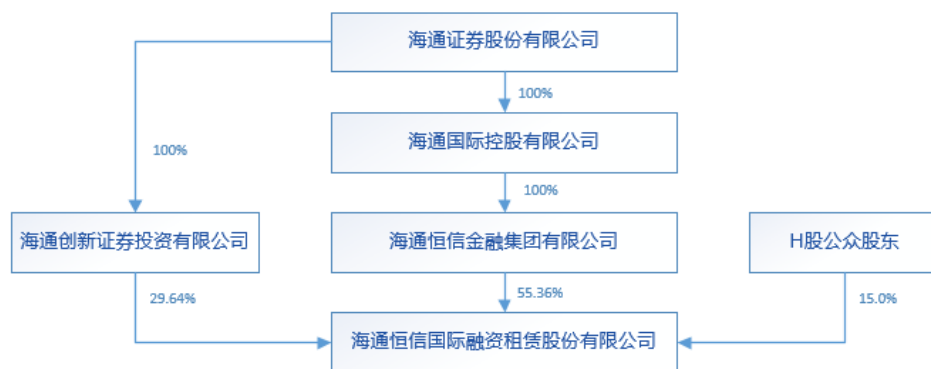 海通证券股份有限公司
100%
海通国际控股有限公司
100%
100%
海通创新证券投资有限公司
海通恒信金融集团有限公司
H股公众股东
29.64%
55.36%
15.0%
海通恒信国际融资租赁股份有限公司